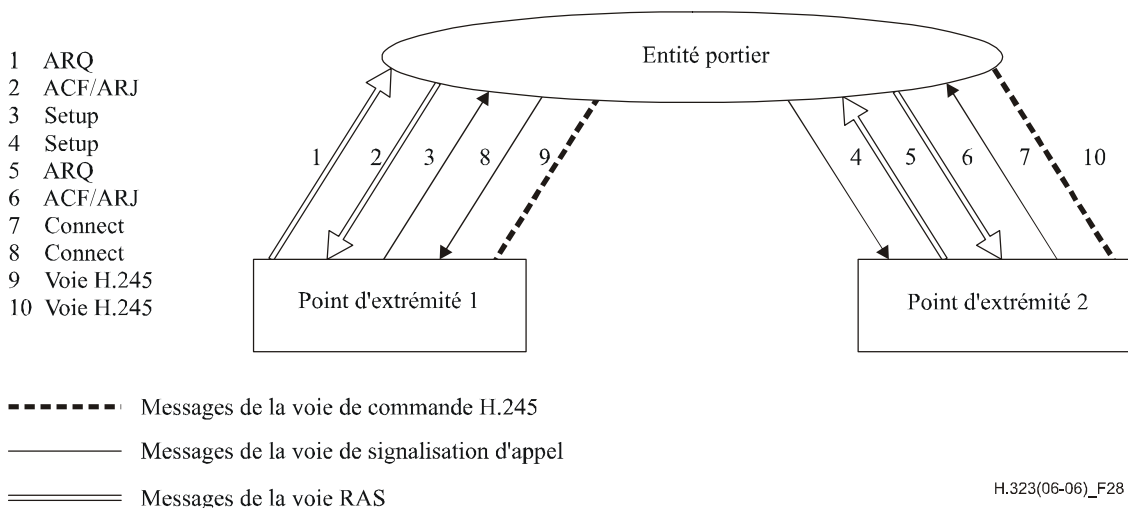 Entité portier
1 ARQ
2 ACF/ARJ
3 Setup
4 Setup
5 ARQ
6 ACF/ARJ
7 Connect
8 Connect
9 Voie H.245
10 Voie H.245
1 2 3 8 9 4 5 6 7 10
Point d'extrémité 1
Point d'extrémité 2
Messages de la voie de commande H.245
Messages de la voie de signalisation d'appel
Messages de la voie RAS
H.323(06-06)_F28